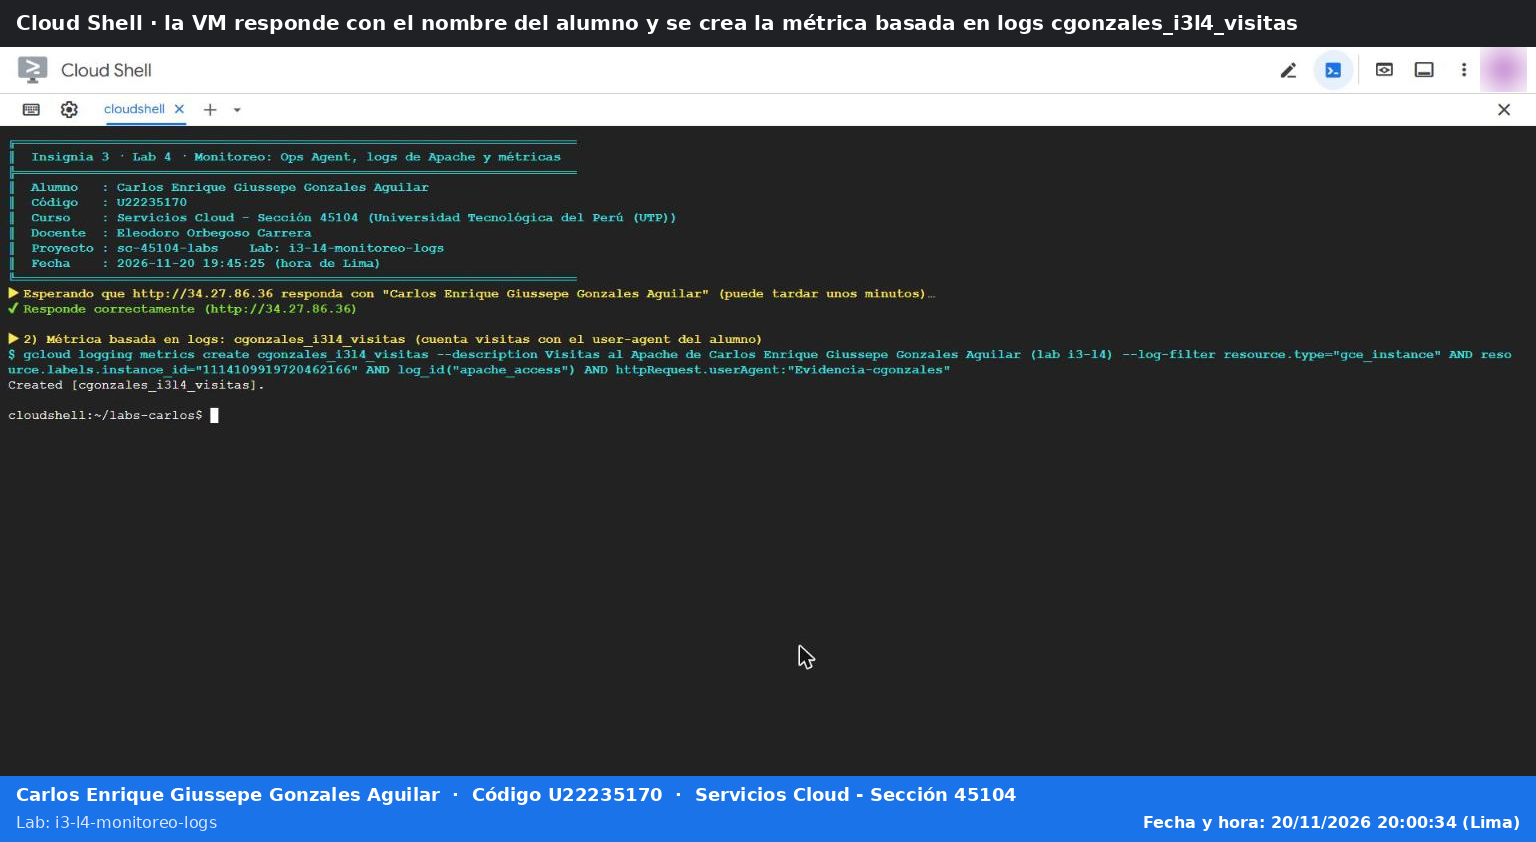 Cloud Shell · la VM responde con el nombre del alumno y se crea la métrica basada en logs cgonzales_i3l4_visitas
Cloud Shell
cloudshell
Insignia 3 · Lab 4 · Monitoreo: Ops Agent, logs de Apache y métricas
Alumno : Carlos Enrique Giussepe Gonzales Aguilar
Código : U22235170
Curso : Servicios Cloud - Sección 45104 (Universidad Tecnológica del Perú (UTP))
Docente : Eleodoro Orbegoso Carrera
Proyecto : sc-45104-labs Lab: i3-l4-monitoreo-logs
Fecha : 2026-11-20 19:45:25 (hora de Lima)
▶ Esperando que http://34.27.86.36 responda con "Carlos Enrique Giussepe Gonzales Aguilar" (puede tardar unos minutos)…
✔ Responde correctamente (http://34.27.86.36)
▶ 2) Métrica basada en logs: cgonzales_i3l4_visitas (cuenta visitas con el user-agent del alumno)
$ gcloud logging metrics create cgonzales_i3l4_visitas --description Visitas al Apache de Carlos Enrique Giussepe Gonzales Aguilar (lab i3-l4) --log-filter resource.type="gce_instance" AND reso
urce.labels.instance_id="1114109919720462166" AND log_id("apache_access") AND httpRequest.userAgent:"Evidencia-cgonzales"
Created [cgonzales_i3l4_visitas].
cloudshell:~/labs-carlos$
Carlos Enrique Giussepe Gonzales Aguilar · Código U22235170 · Servicios Cloud - Sección 45104
Lab: i3-l4-monitoreo-logs
Fecha y hora: 20/11/2026 20:00:34 (Lima)